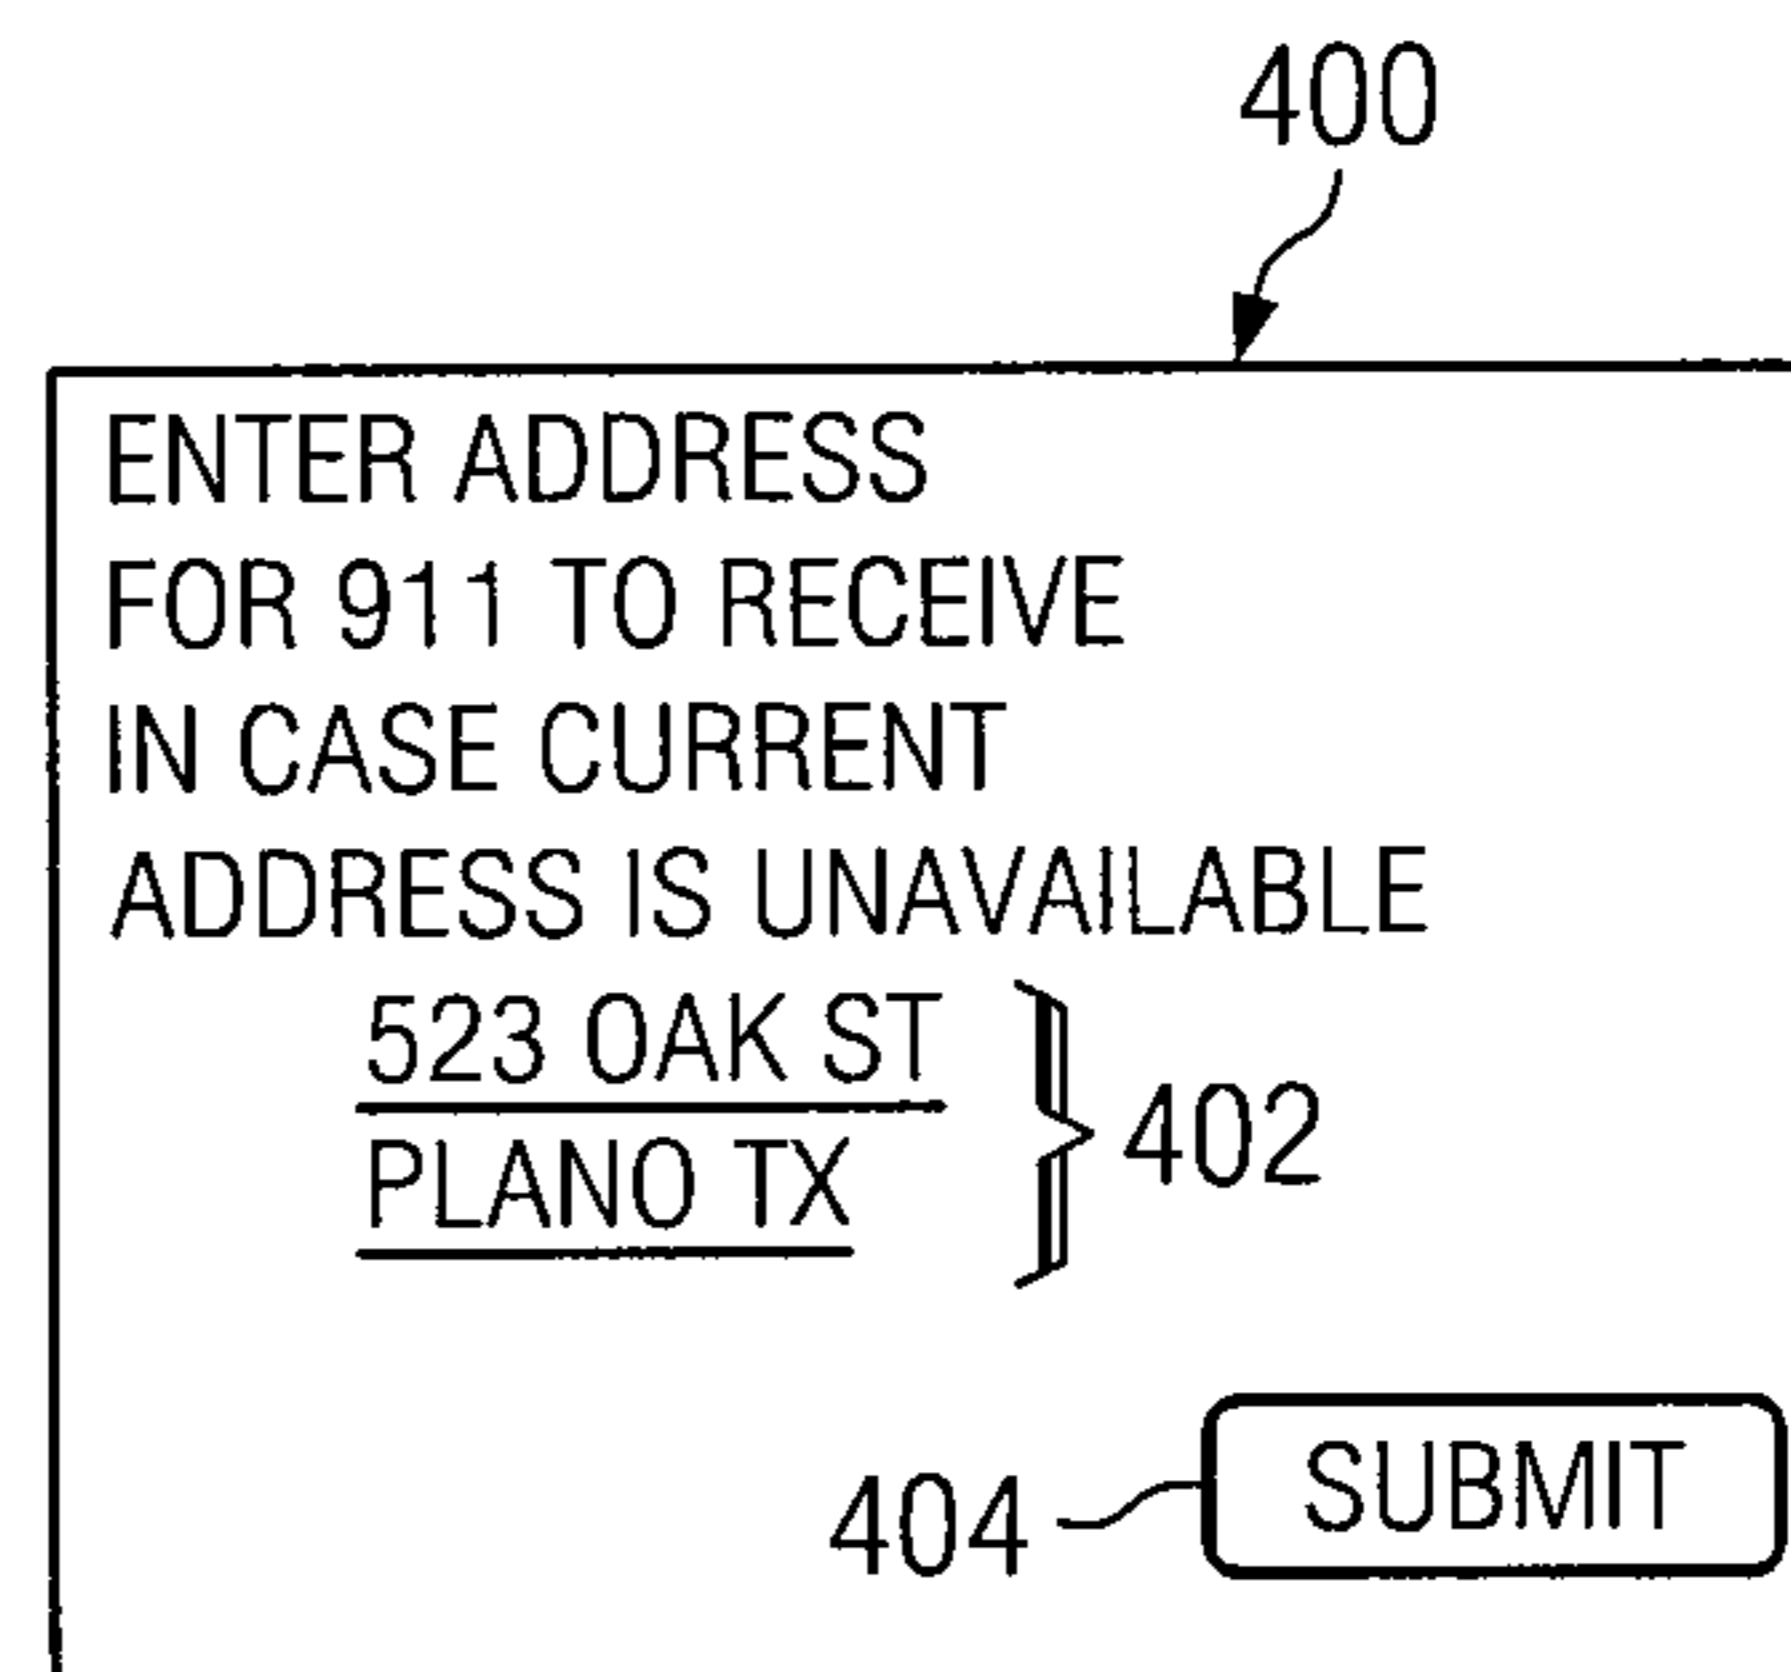 400
ENTER ADDRESS
FOR 911 TO RECEIVE
IN CASE CURRENT
ADDRESS IS UNAVAILABLE
523 OAK ST
PLANO TX
402
404
SUBMIT